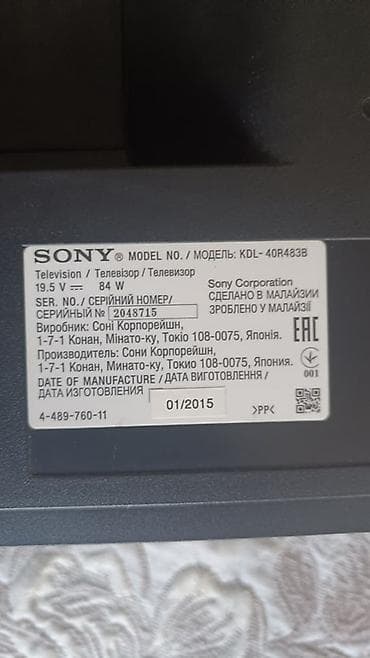 SONY® MODEL NO. / МОДЕЛЬ: KDL-40R483B
Television / Телевізор / Телевизор
19.5 V ⎓ 84 W
Sony Corporation
СДЕЛАНО В МАЛАЙЗИИ
ЗРОБЛЕНО У МАЛАЙЗІЇ
SER. NO./ СЕРІЙНИЙ НОМЕР/
СЕРИЙНЫЙ № 2048715
Виробник: Соні Корпорейшн,
1-7-1 Конан, Мінато-ку, Токіо 108-0075, Японія.
Производитель: Сони Корпорейшн,
1-7-1 Конан, Минато-ку, Токио 108-0075, Япония.
EAC
001
DATE OF MANUFACTURE / ДАТА ВИГОТОВЛЕННЯ /
ДАТА ИЗГОТОВЛЕНИЯ 01/2015
4-489-760-11 >PP<